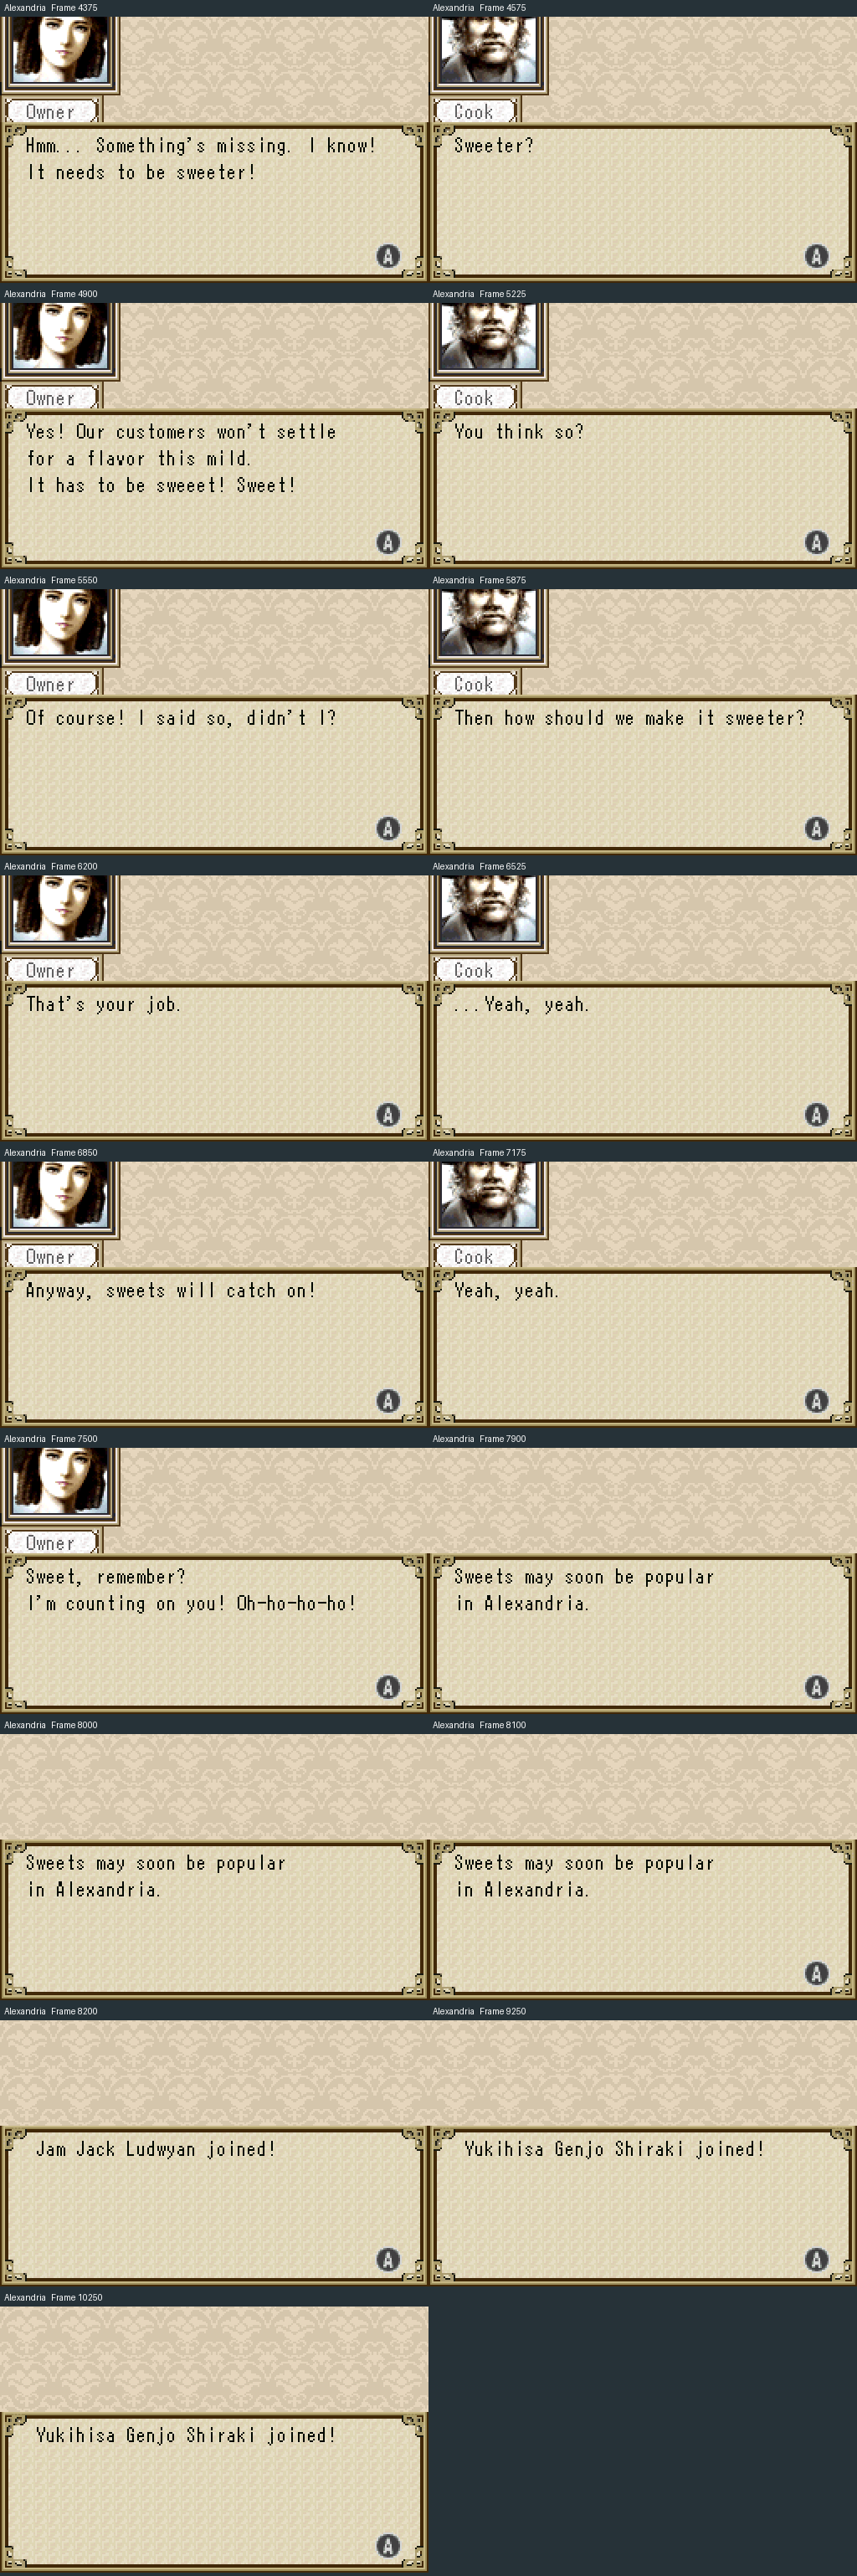 Alexandria Frame 4375
Owner
Hmm... Something's missing. I know!
It needs to be sweeter!
A
Alexandria Frame 4575
Cook
Sweeter?
A
Alexandria Frame 4900
Owner
Yes! Our customers won't settle
for a flavor this mild.
It has to be sweeet! Sweet!
A
Alexandria Frame 5225
Cook
You think so?
A
Alexandria Frame 5550
Owner
Of course! I said so, didn't I?
A
Alexandria Frame 5875
Cook
Then how should we make it sweeter?
A
Alexandria Frame 6200
Owner
That's your job.
A
Alexandria Frame 6525
Cook
...Yeah, yeah.
A
Alexandria Frame 6850
Owner
Anyway, sweets will catch on!
A
Alexandria Frame 7175
Cook
Yeah, yeah.
A
Alexandria Frame 7500
Owner
Sweet, remember?
I'm counting on you! Oh-ho-ho-ho!
A
Alexandria Frame 7900
Sweets may soon be popular
in Alexandria.
A
Alexandria Frame 8000
Sweets may soon be popular
in Alexandria.
Alexandria Frame 8100
Sweets may soon be popular
in Alexandria.
A
Alexandria Frame 8200
Jam Jack Ludwyan joined!
A
Alexandria Frame 9250
Yukihisa Genjo Shiraki joined!
A
Alexandria Frame 10250
Yukihisa Genjo Shiraki joined!
A